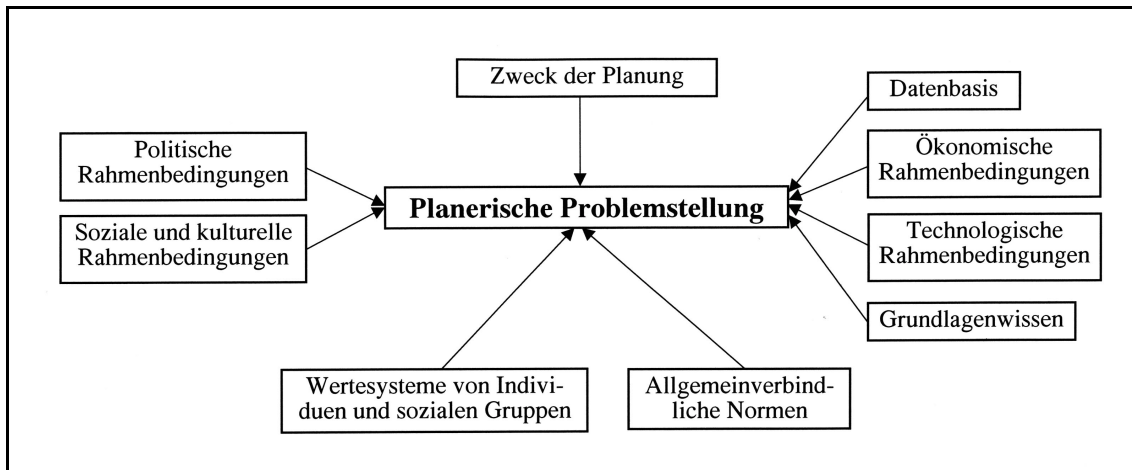 Zweck der Planung
Datenbasis
Politische
Rahmenbedingungen
Ökonomische
Rahmenbedingungen
Planerische Problemstellung
Soziale und kulturelle
Rahmenbedingungen
Technologische
Rahmenbedingungen
Grundlagenwissen
Wertesysteme von Indivi-
duen und sozialen Gruppen
Allgemeinverbind-
liche Normen